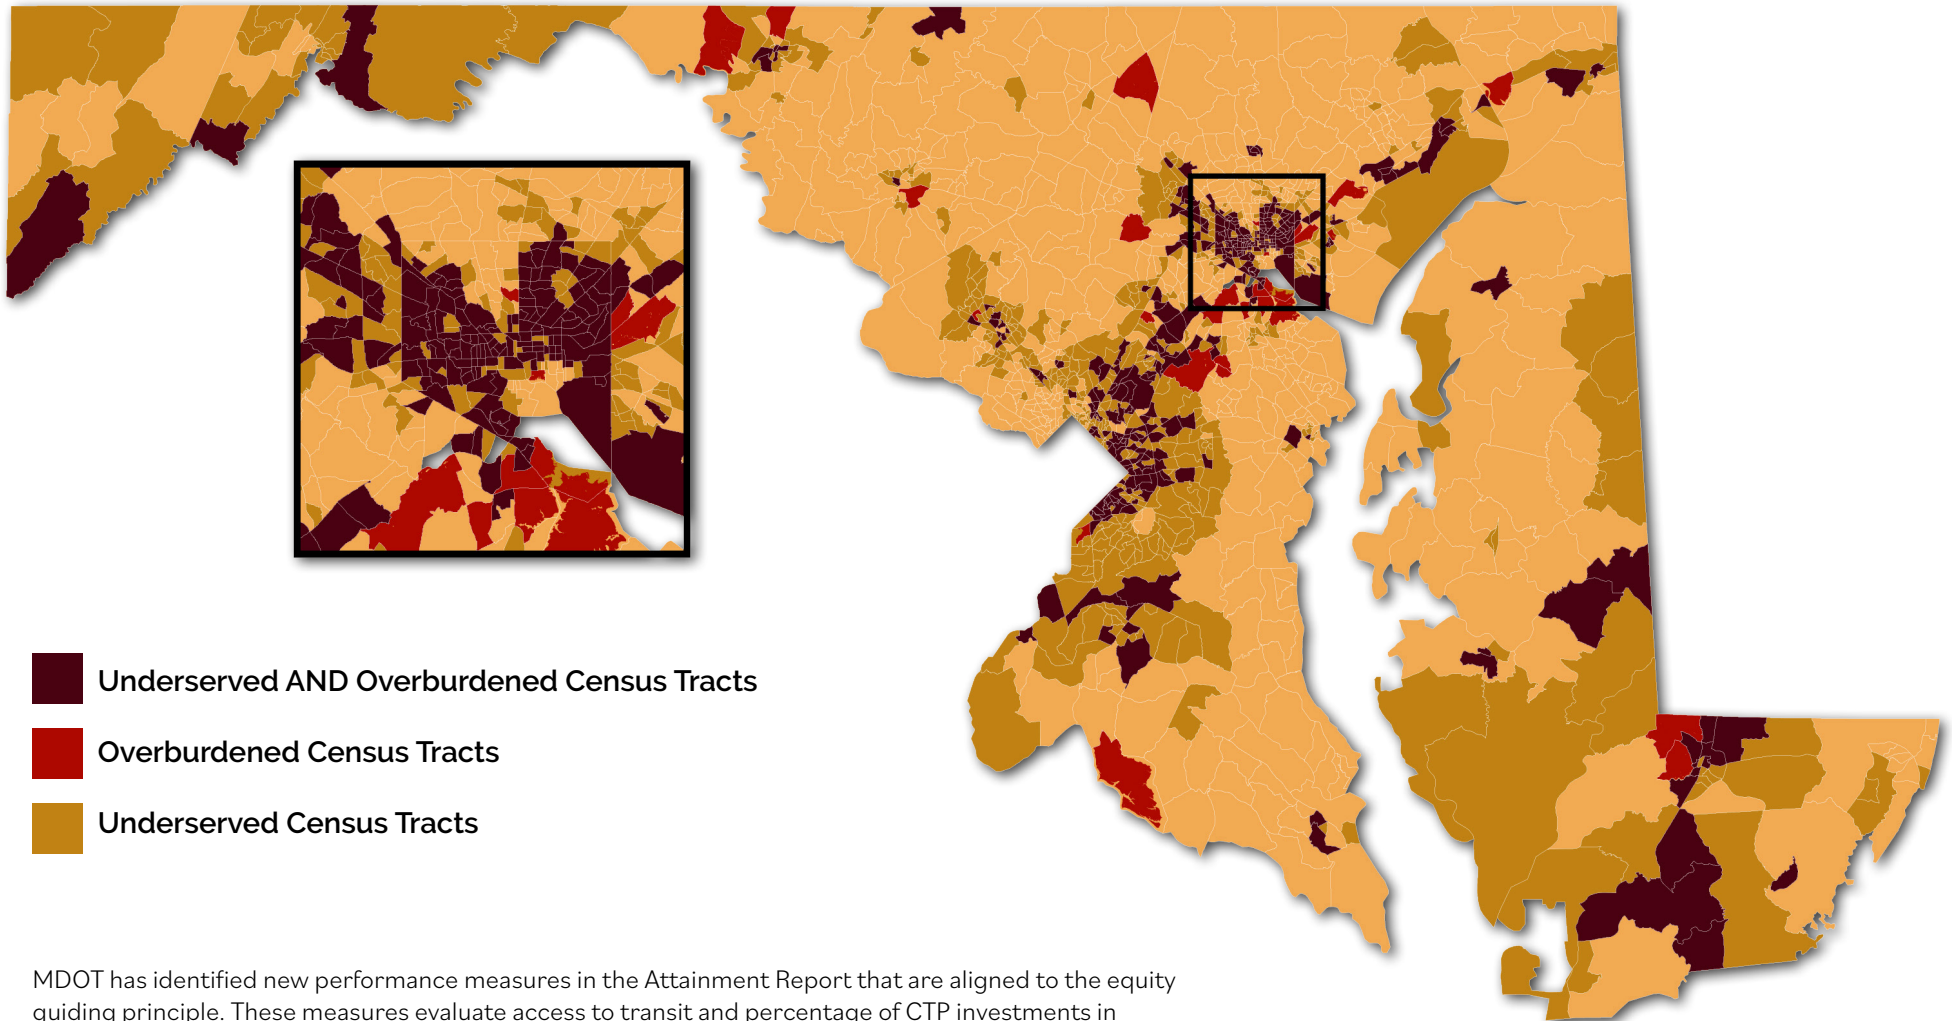 Underserved AND Overburdened Census Tracts
Overburdened Census Tracts
Underserved Census Tracts
MDOT has identified new performance measures in the Attainment Report that are aligned to the equity
guiding principle. These measures evaluate access to transit and percentage of CTP investments in